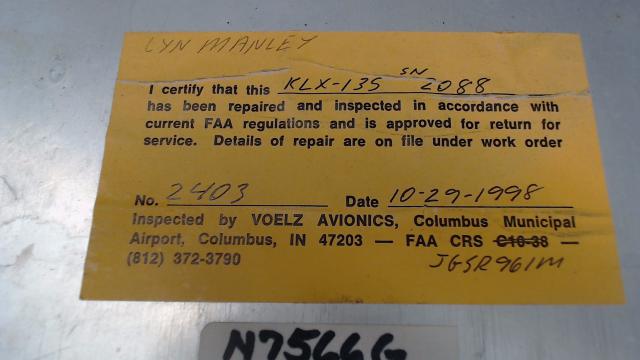 LYN MANLEY
I certify that this KLX-135 SN 2088
has been repaired and inspected in accordance with
current FAA regulations and is approved for return for
service. Details of repair are on file under work order
No. 2403 Date 10-29-1998
Inspected by VOELZ AVIONICS, Columbus Municipal
Airport, Columbus, IN 47203 — FAA CRS C10-38 —
(812) 372-3790 JGSR961M
N7566G